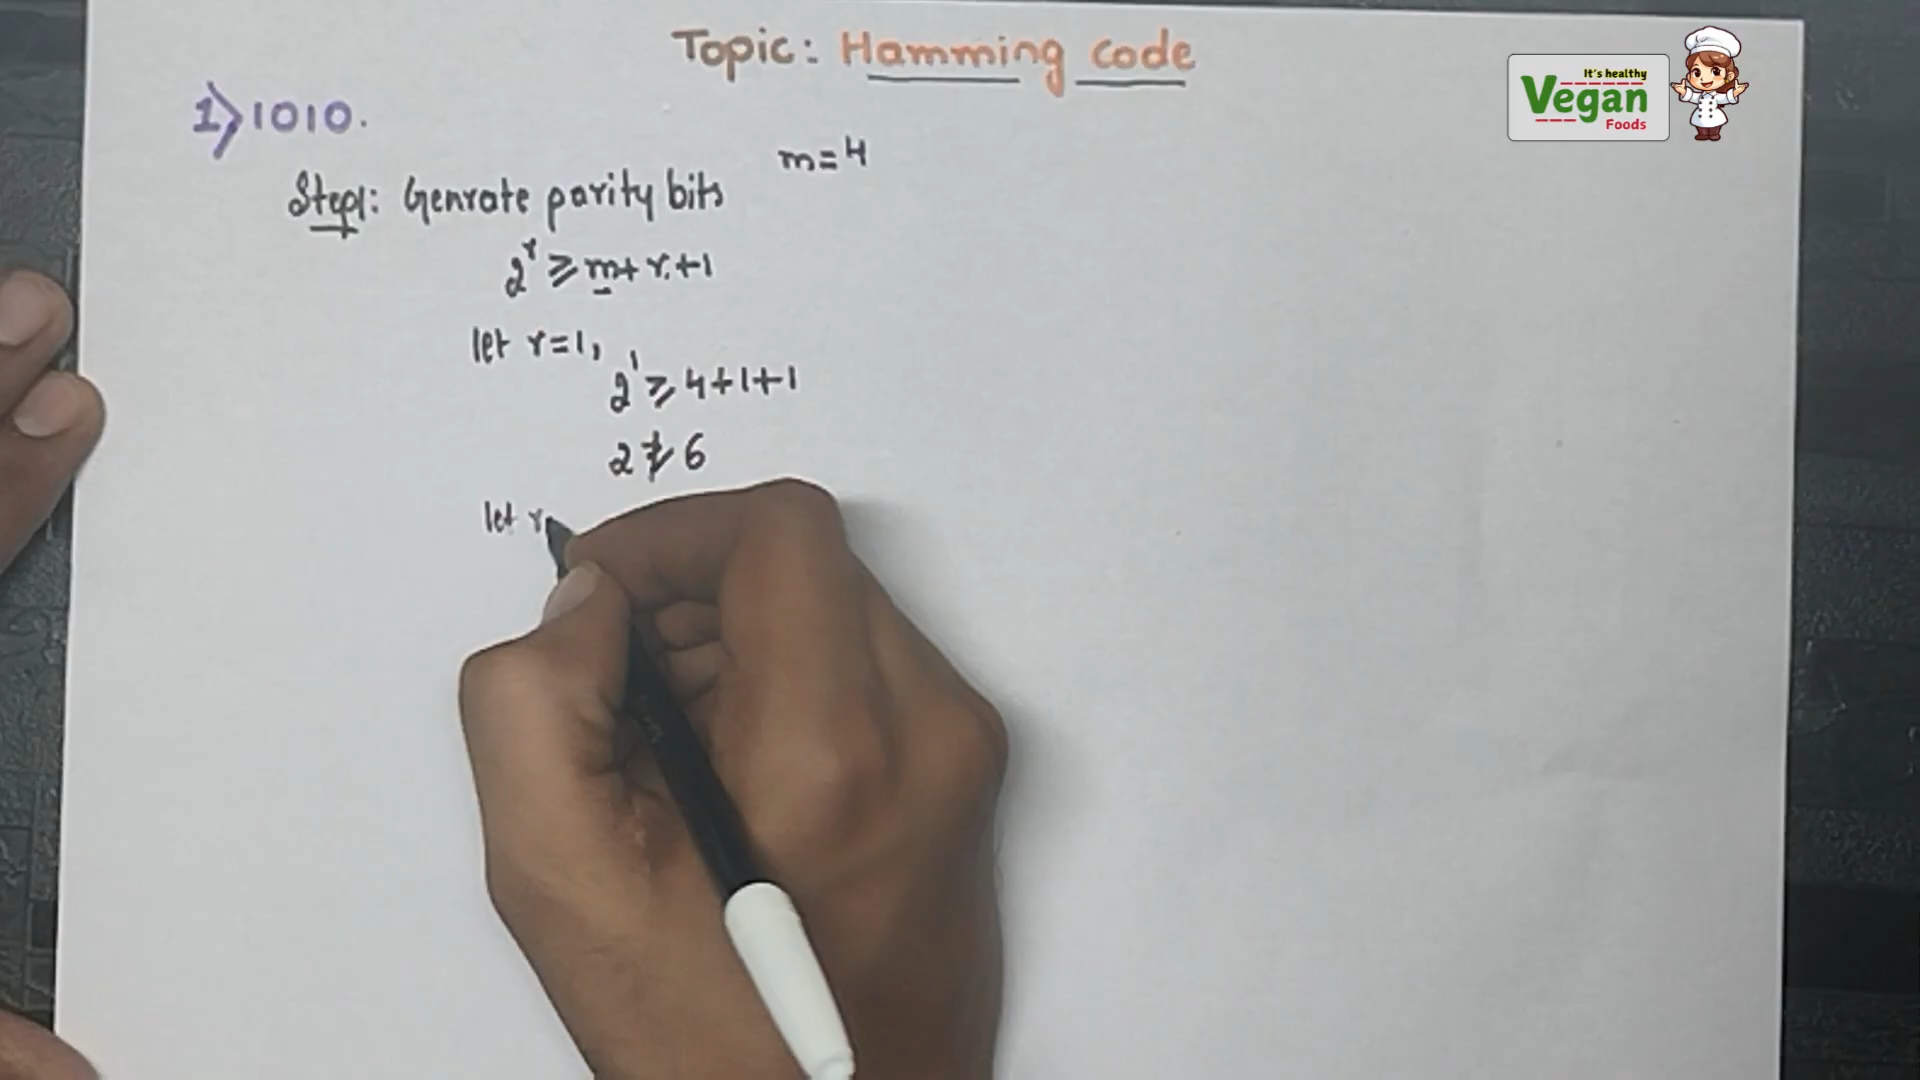 Topic: Hamming code
It's healthy
Vegan
Foods
1) 1010.
m=4
Step1: Genrate parity bits
2^r ≥ m+r+1
let r=1,
2^1 ≥ 4+1+1
2 ≱ 6
let r